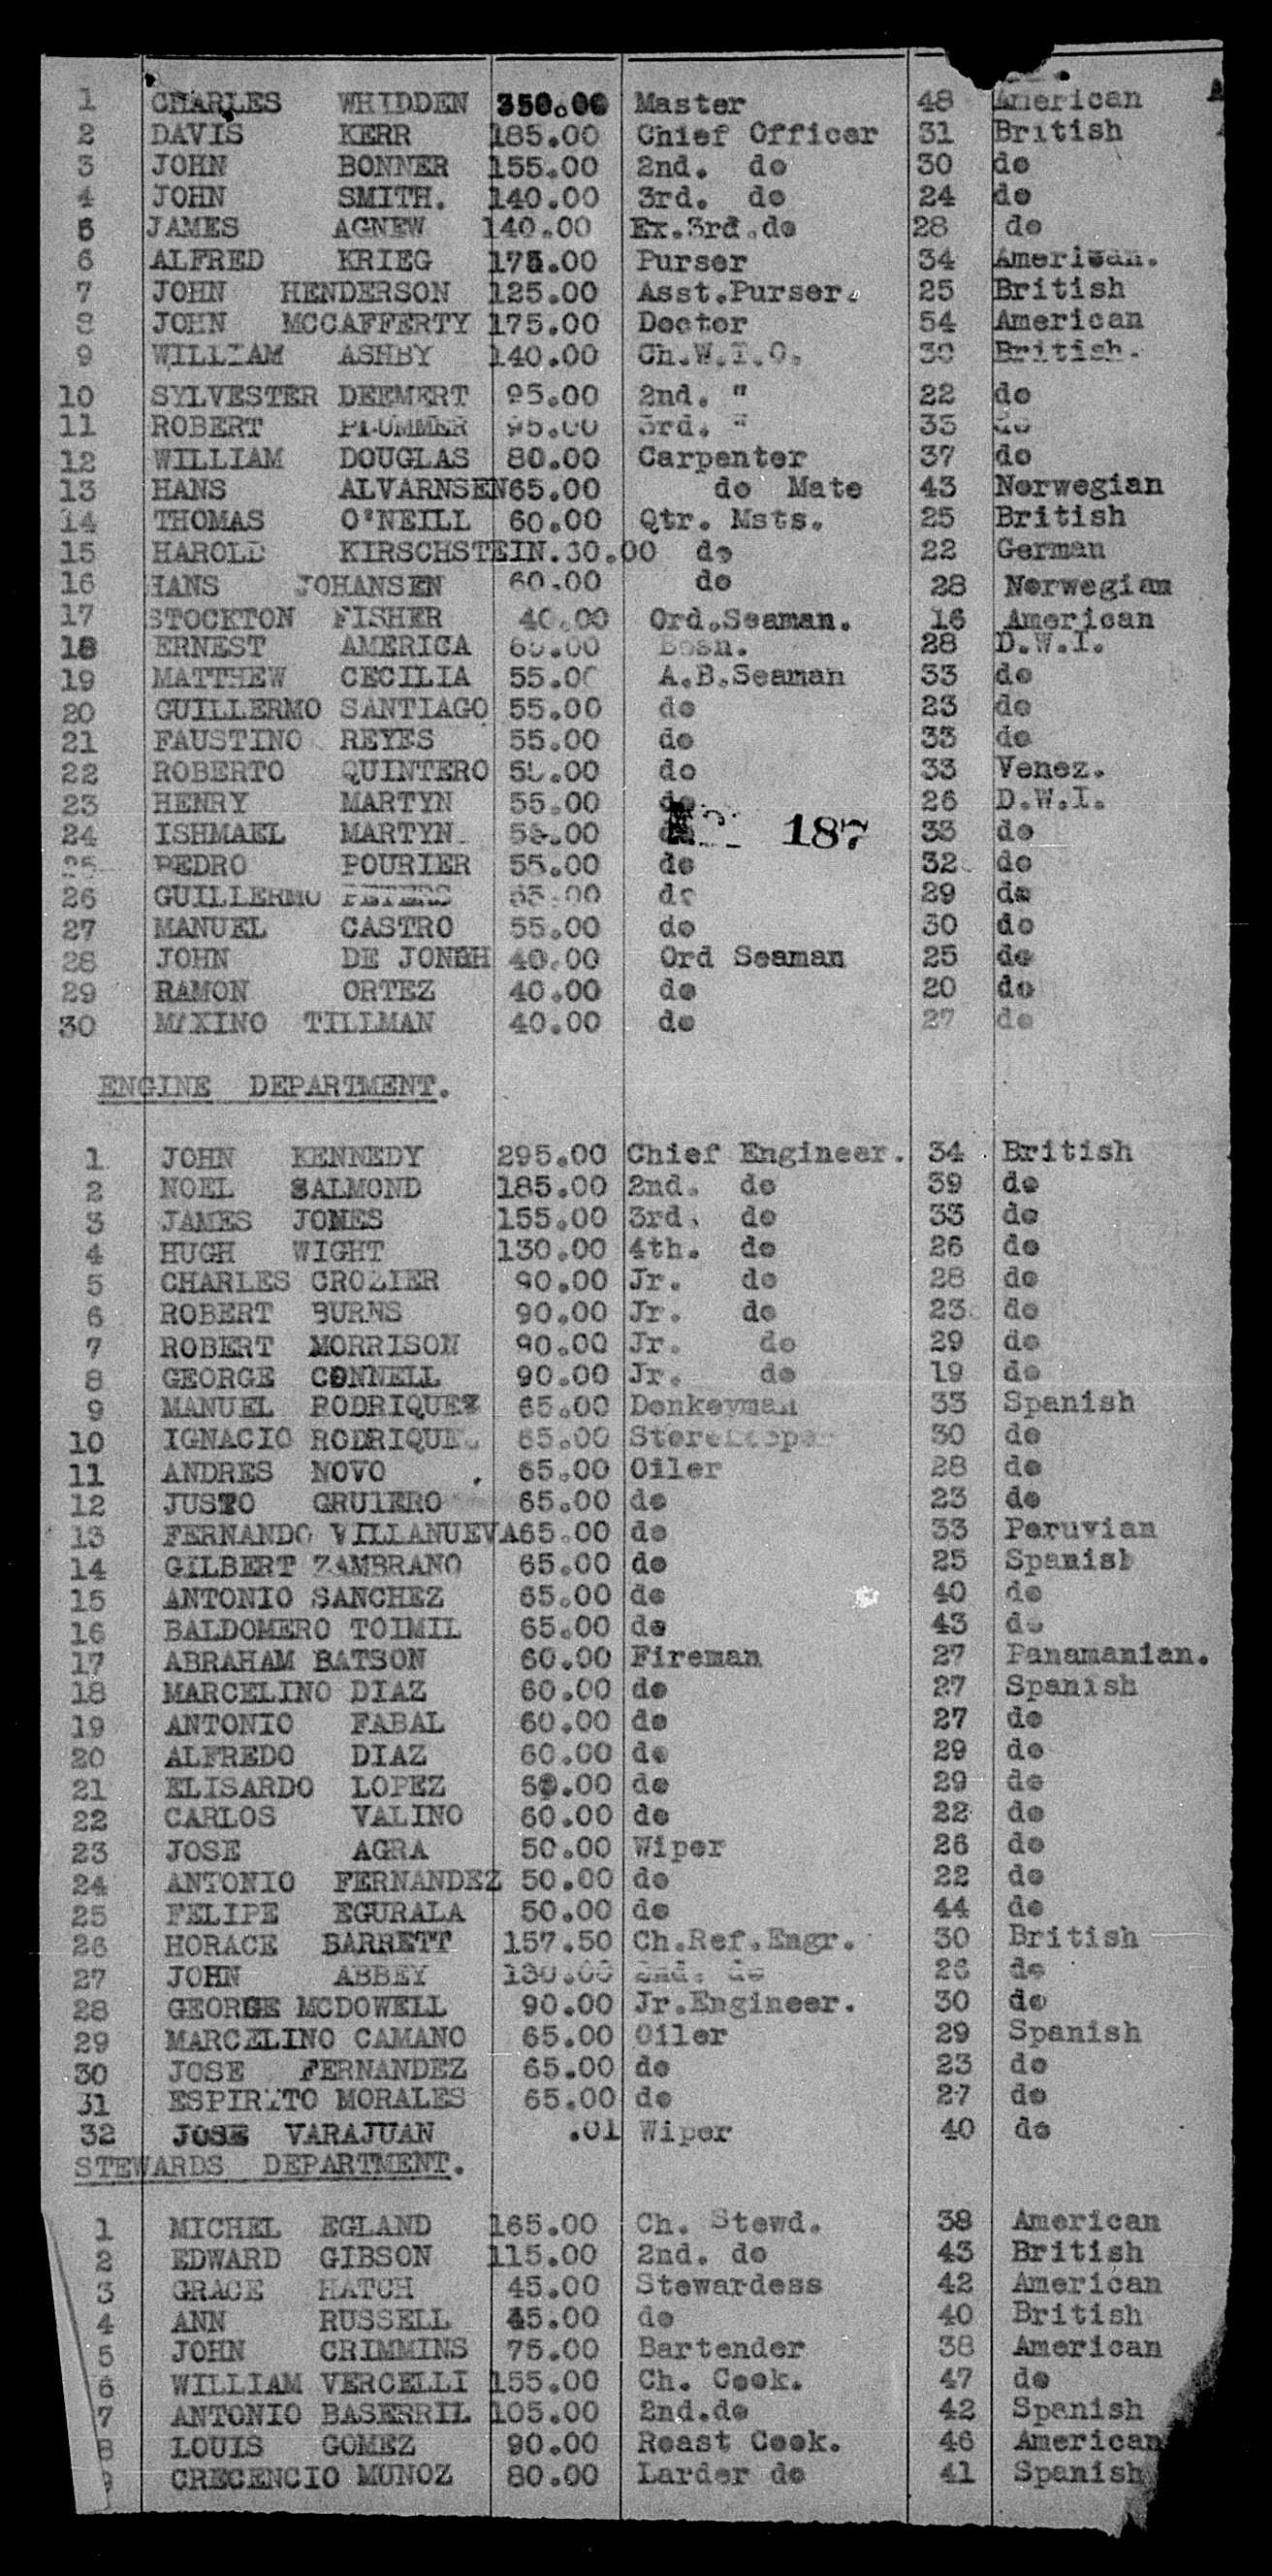 1 CHARLES WHIDDEN 350.00 Master 48 American
2 DAVIS KERR 185.00 Chief Officer 31 British
3 JOHN BONNER 155.00 2nd. do 30 do
4 JOHN SMITH. 140.00 3rd. do 24 do
5 JAMES AGNEW 140.00 Ex.3rd.do 28 do
6 ALFRED KRIEG 175.00 Purser 34 American.
7 JOHN HENDERSON 125.00 Asst.Purser. 25 British
8 JOHN MCCAFFERTY 175.00 Doctor 54 American
9 WILLIAM ASHBY 140.00 Ch.W.T.O. 30 British.
10 SYLVESTER DEEMERT 95.00 2nd. " 22 do
11 ROBERT PLUMMER 95.00 3rd. " 35 do
12 WILLIAM DOUGLAS 80.00 Carpenter 37 do
13 HANS ALVARNSEN 65.00 do Mate 43 Norwegian
14 THOMAS O'NEILL 60.00 Qtr. Msts. 25 British
15 HAROLD KIRSCHSTEIN. 60.00 do 22 German
16 HANS JOHANSEN 60.00 do 28 Norwegian
17 STOCKTON FISHER 40.00 Ord.Seaman. 16 American
18 ERNEST AMERICA 65.00 Bosn. 28 D.W.I.
19 MATTHEW CECILIA 55.00 A.B.Seaman 33 do
20 GUILLERMO SANTIAGO 55.00 do 23 do
21 FAUSTINO REYES 55.00 do 33 do
22 ROBERTO QUINTERO 55.00 do 33 Venez.
23 HENRY MARTYN 55.00 do 26 D.W.I.
24 ISHMAEL MARTYN 55.00 do 33 do
187
25 PEDRO POURIER 55.00 do 32 do
26 GUILLERMO PETERS 55.00 do 29 do
27 MANUEL CASTRO 55.00 do 30 do
28 JOHN DE JONGH 40.00 Ord Seaman 25 do
29 RAMON ORTEZ 40.00 do 20 do
30 MAXINO TILLMAN 40.00 do 27 do
ENGINE DEPARTMENT.
1 JOHN KENNEDY 295.00 Chief Engineer. 34 British
2 NOEL SALMOND 185.00 2nd. do 39 do
3 JAMES JONES 155.00 3rd. do 33 do
4 HUGH WIGHT 130.00 4th. do 26 do
5 CHARLES CROZIER 90.00 Jr. do 28 do
6 ROBERT BURNS 90.00 Jr. do 23 do
7 ROBERT MORRISON 90.00 Jr. do 29 do
8 GEORGE CONNELL 90.00 Jr. do 19 do
9 MANUEL RODRIQUEZ 65.00 Donkeyman 33 Spanish
10 IGNACIO RODRIQUEZ 65.00 Storekeeper 30 do
11 ANDRES NOVO 65.00 Oiler 28 do
12 JUSTO GRUIERO 65.00 do 23 do
13 FERNANDO VILLANUEVA 65.00 do 33 Peruvian
14 GILBERT ZAMBRANO 65.00 do 25 Spanish
15 ANTONIO SANCHEZ 65.00 do 40 do
16 BALDOMERO TOIMIL 65.00 do 43 do
17 ABRAHAM BATSON 60.00 Fireman 27 Panamanian.
18 MARCELINO DIAZ 60.00 do 27 Spanish
19 ANTONIO FABAL 60.00 do 27 do
20 ALFREDO DIAZ 60.00 do 29 do
21 ELISARDO LOPEZ 60.00 do 29 do
22 CARLOS VALINO 60.00 do 22 do
23 JOSE AGRA 50.00 Wiper 26 do
24 ANTONIO FERNANDEZ 50.00 do 22 do
25 FELIPE EGURALA 50.00 do 44 do
26 HORACE BARRETT 157.50 Ch.Ref.Engr. 30 British
27 JOHN ABBEY 130.00 2nd. do 26 do
28 GEORGE MCDOWELL 90.00 Jr.Engineer. 30 do
29 MARCELINO CAMANO 65.00 Oiler 29 Spanish
30 JOSE FERNANDEZ 65.00 do 23 do
31 ESPIRITO MORALES 65.00 do 27 do
32 JOSE VARAJUAN .01 Wiper 40 do
STEWARDS DEPARTMENT.
1 MICHEL EGLAND 165.00 Ch. Stewd. 38 American
2 EDWARD GIBSON 115.00 2nd. do 43 British
3 GRACE HATCH 45.00 Stewardess 42 American
4 ANN RUSSELL 45.00 do 40 British
5 JOHN CRIMMINS 75.00 Bartender 38 American
6 WILLIAM VERCELLI 155.00 Ch. Cook. 47 do
7 ANTONIO BASERRIL 105.00 2nd.do 42 Spanish
8 LOUIS GOMEZ 90.00 Roast Cook. 46 American
CRECENCIO MUNOZ 80.00 Larder do 41 Spanish